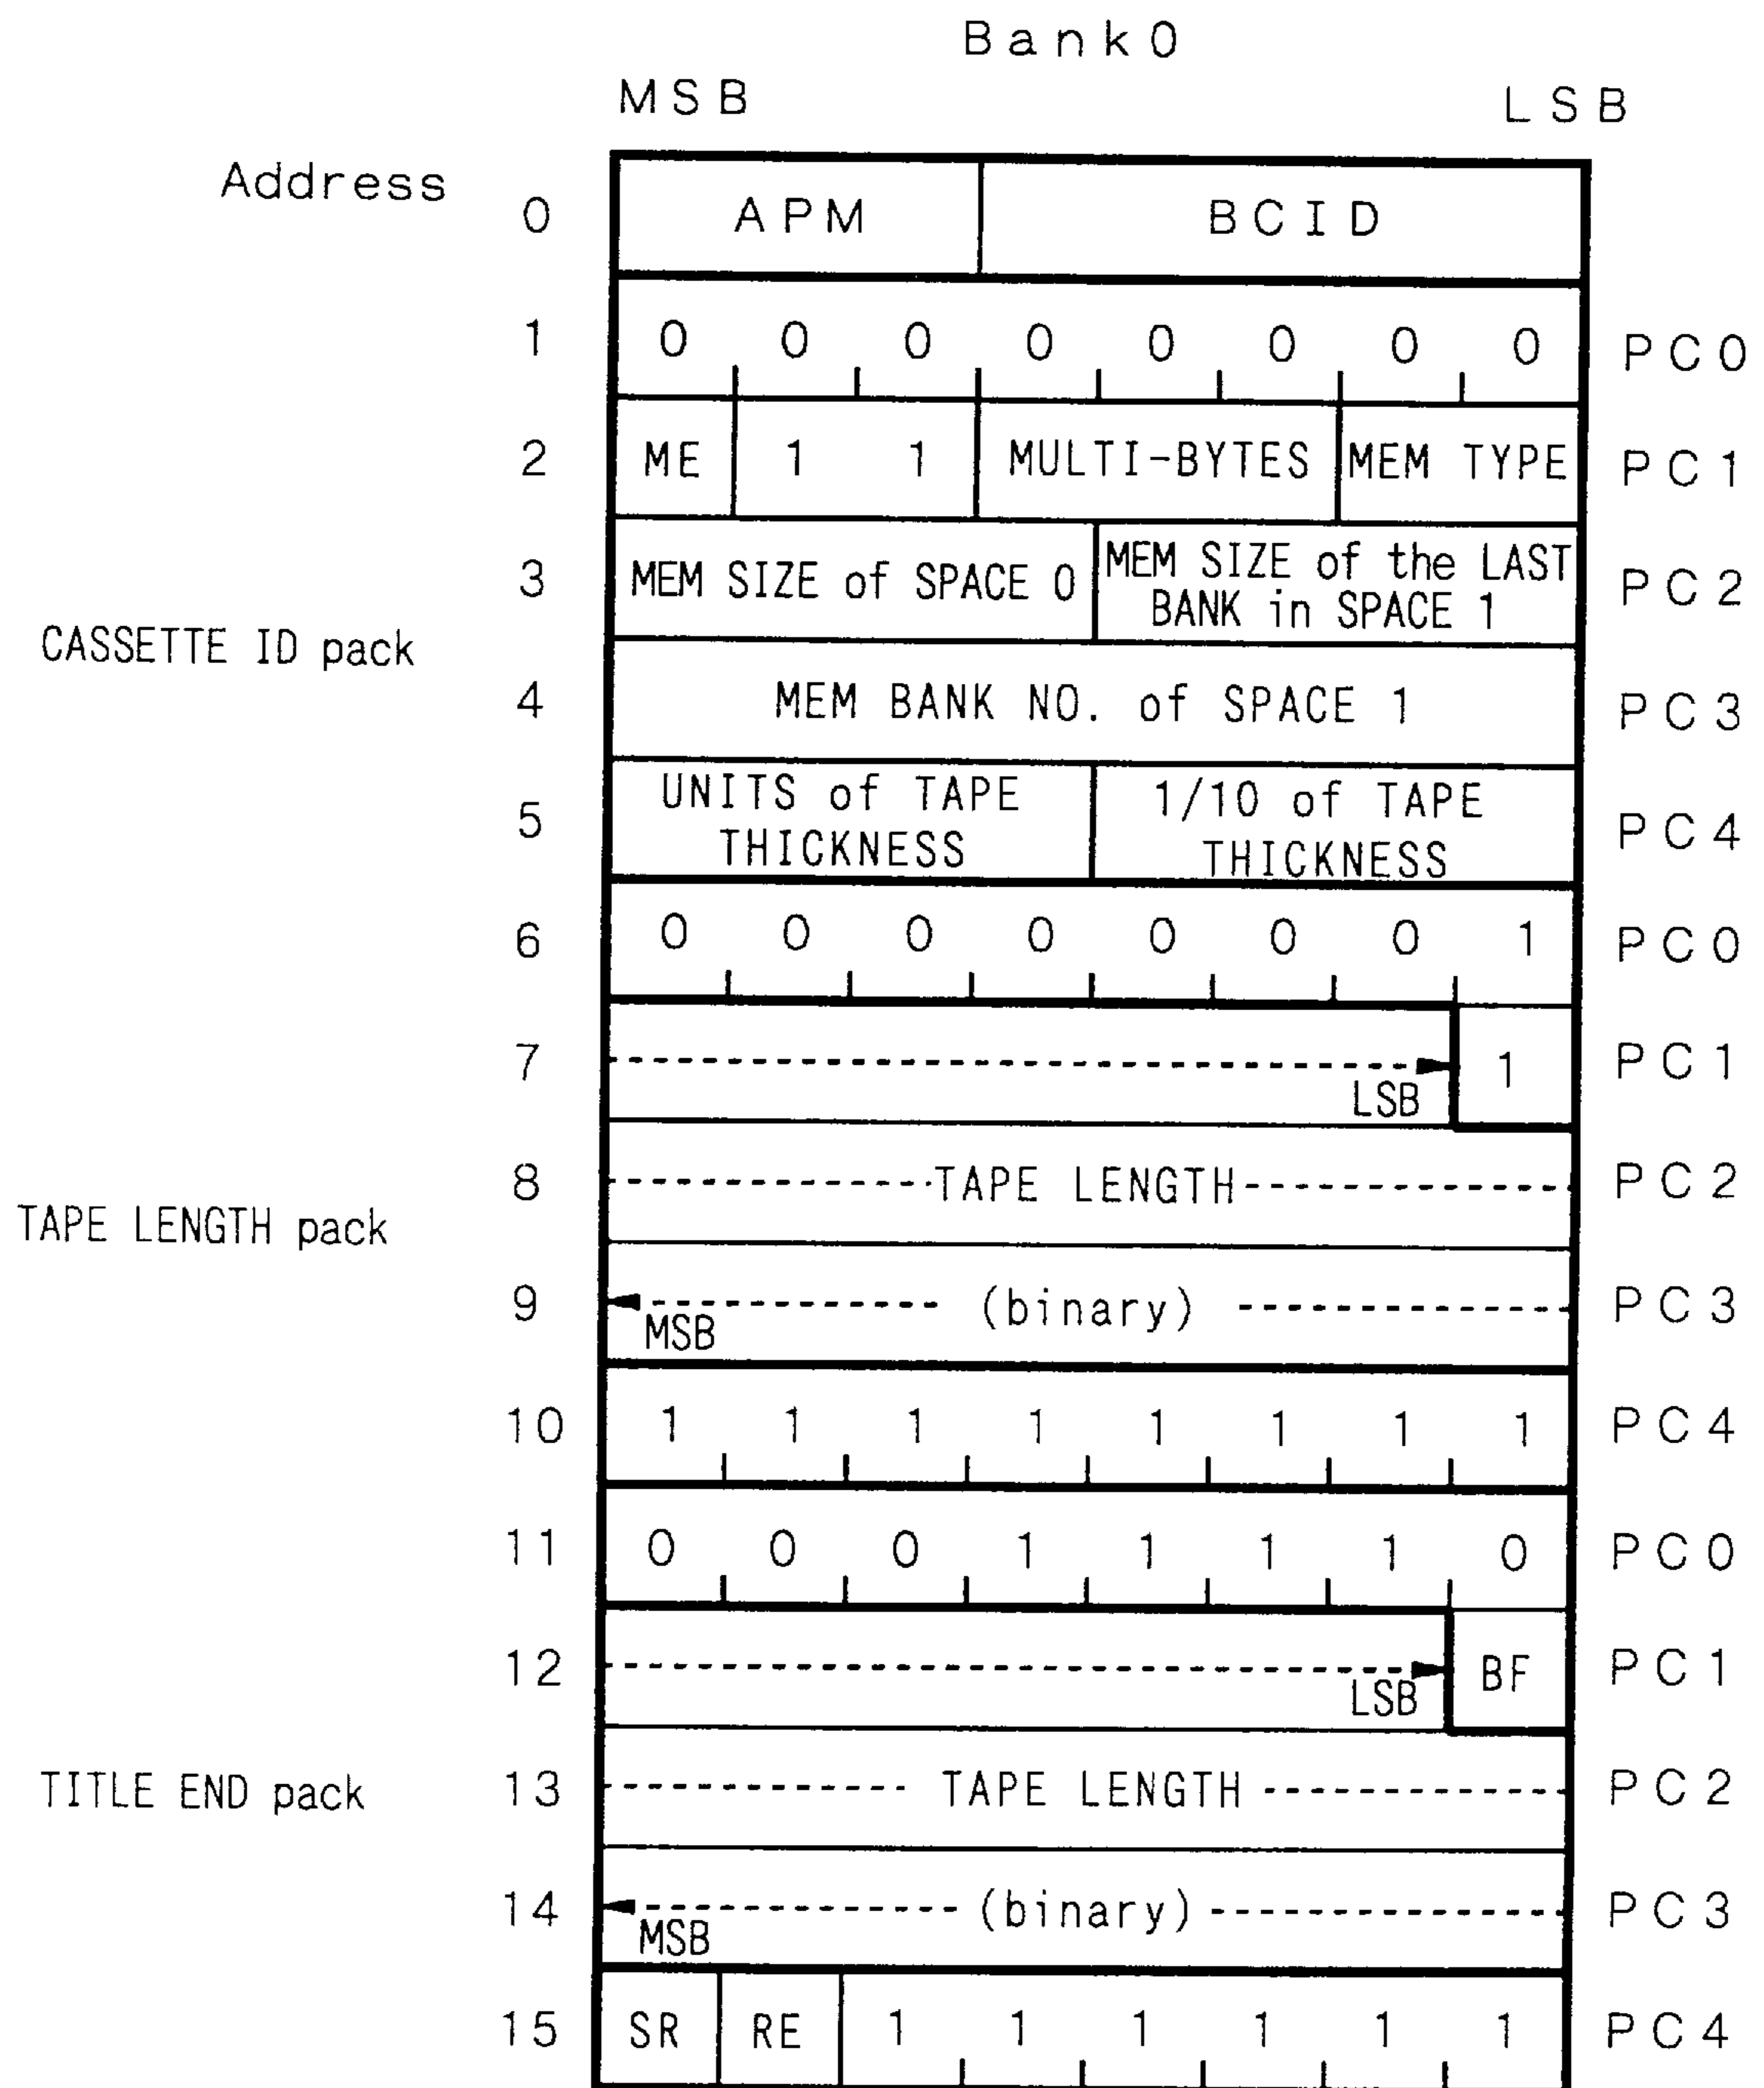 Bank0
MSB LSB
Address
0 APM BCID
1 0 0 0 0 0 0 0 0 PC0
2 ME 1 1 MULTI-BYTES MEM TYPE PC1
3 MEM SIZE of SPACE 0 MEM SIZE of the LAST BANK in SPACE 1 PC2
CASSETTE ID pack
4 MEM BANK NO. of SPACE 1 PC3
5 UNITS of TAPE THICKNESS 1/10 of TAPE THICKNESS PC4
6 0 0 0 0 0 0 0 1 PC0
7 LSB 1 PC1
8 TAPE LENGTH PC2
TAPE LENGTH pack
9 MSB (binary) PC3
10 1 1 1 1 1 1 1 1 PC4
11 0 0 0 1 1 1 1 0 PC0
12 LSB BF PC1
TITLE END pack
13 TAPE LENGTH PC2
14 MSB (binary) PC3
15 SR RE 1 1 1 1 1 1 PC4